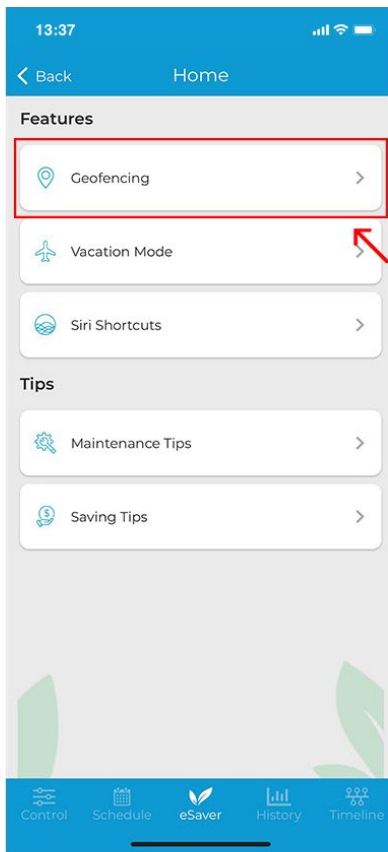 13:37
Back Home
Features
Geofencing
Vacation Mode
Siri Shortcuts
Tips
Maintenance Tips
Saving Tips
Control Schedule eSaver History Timeline